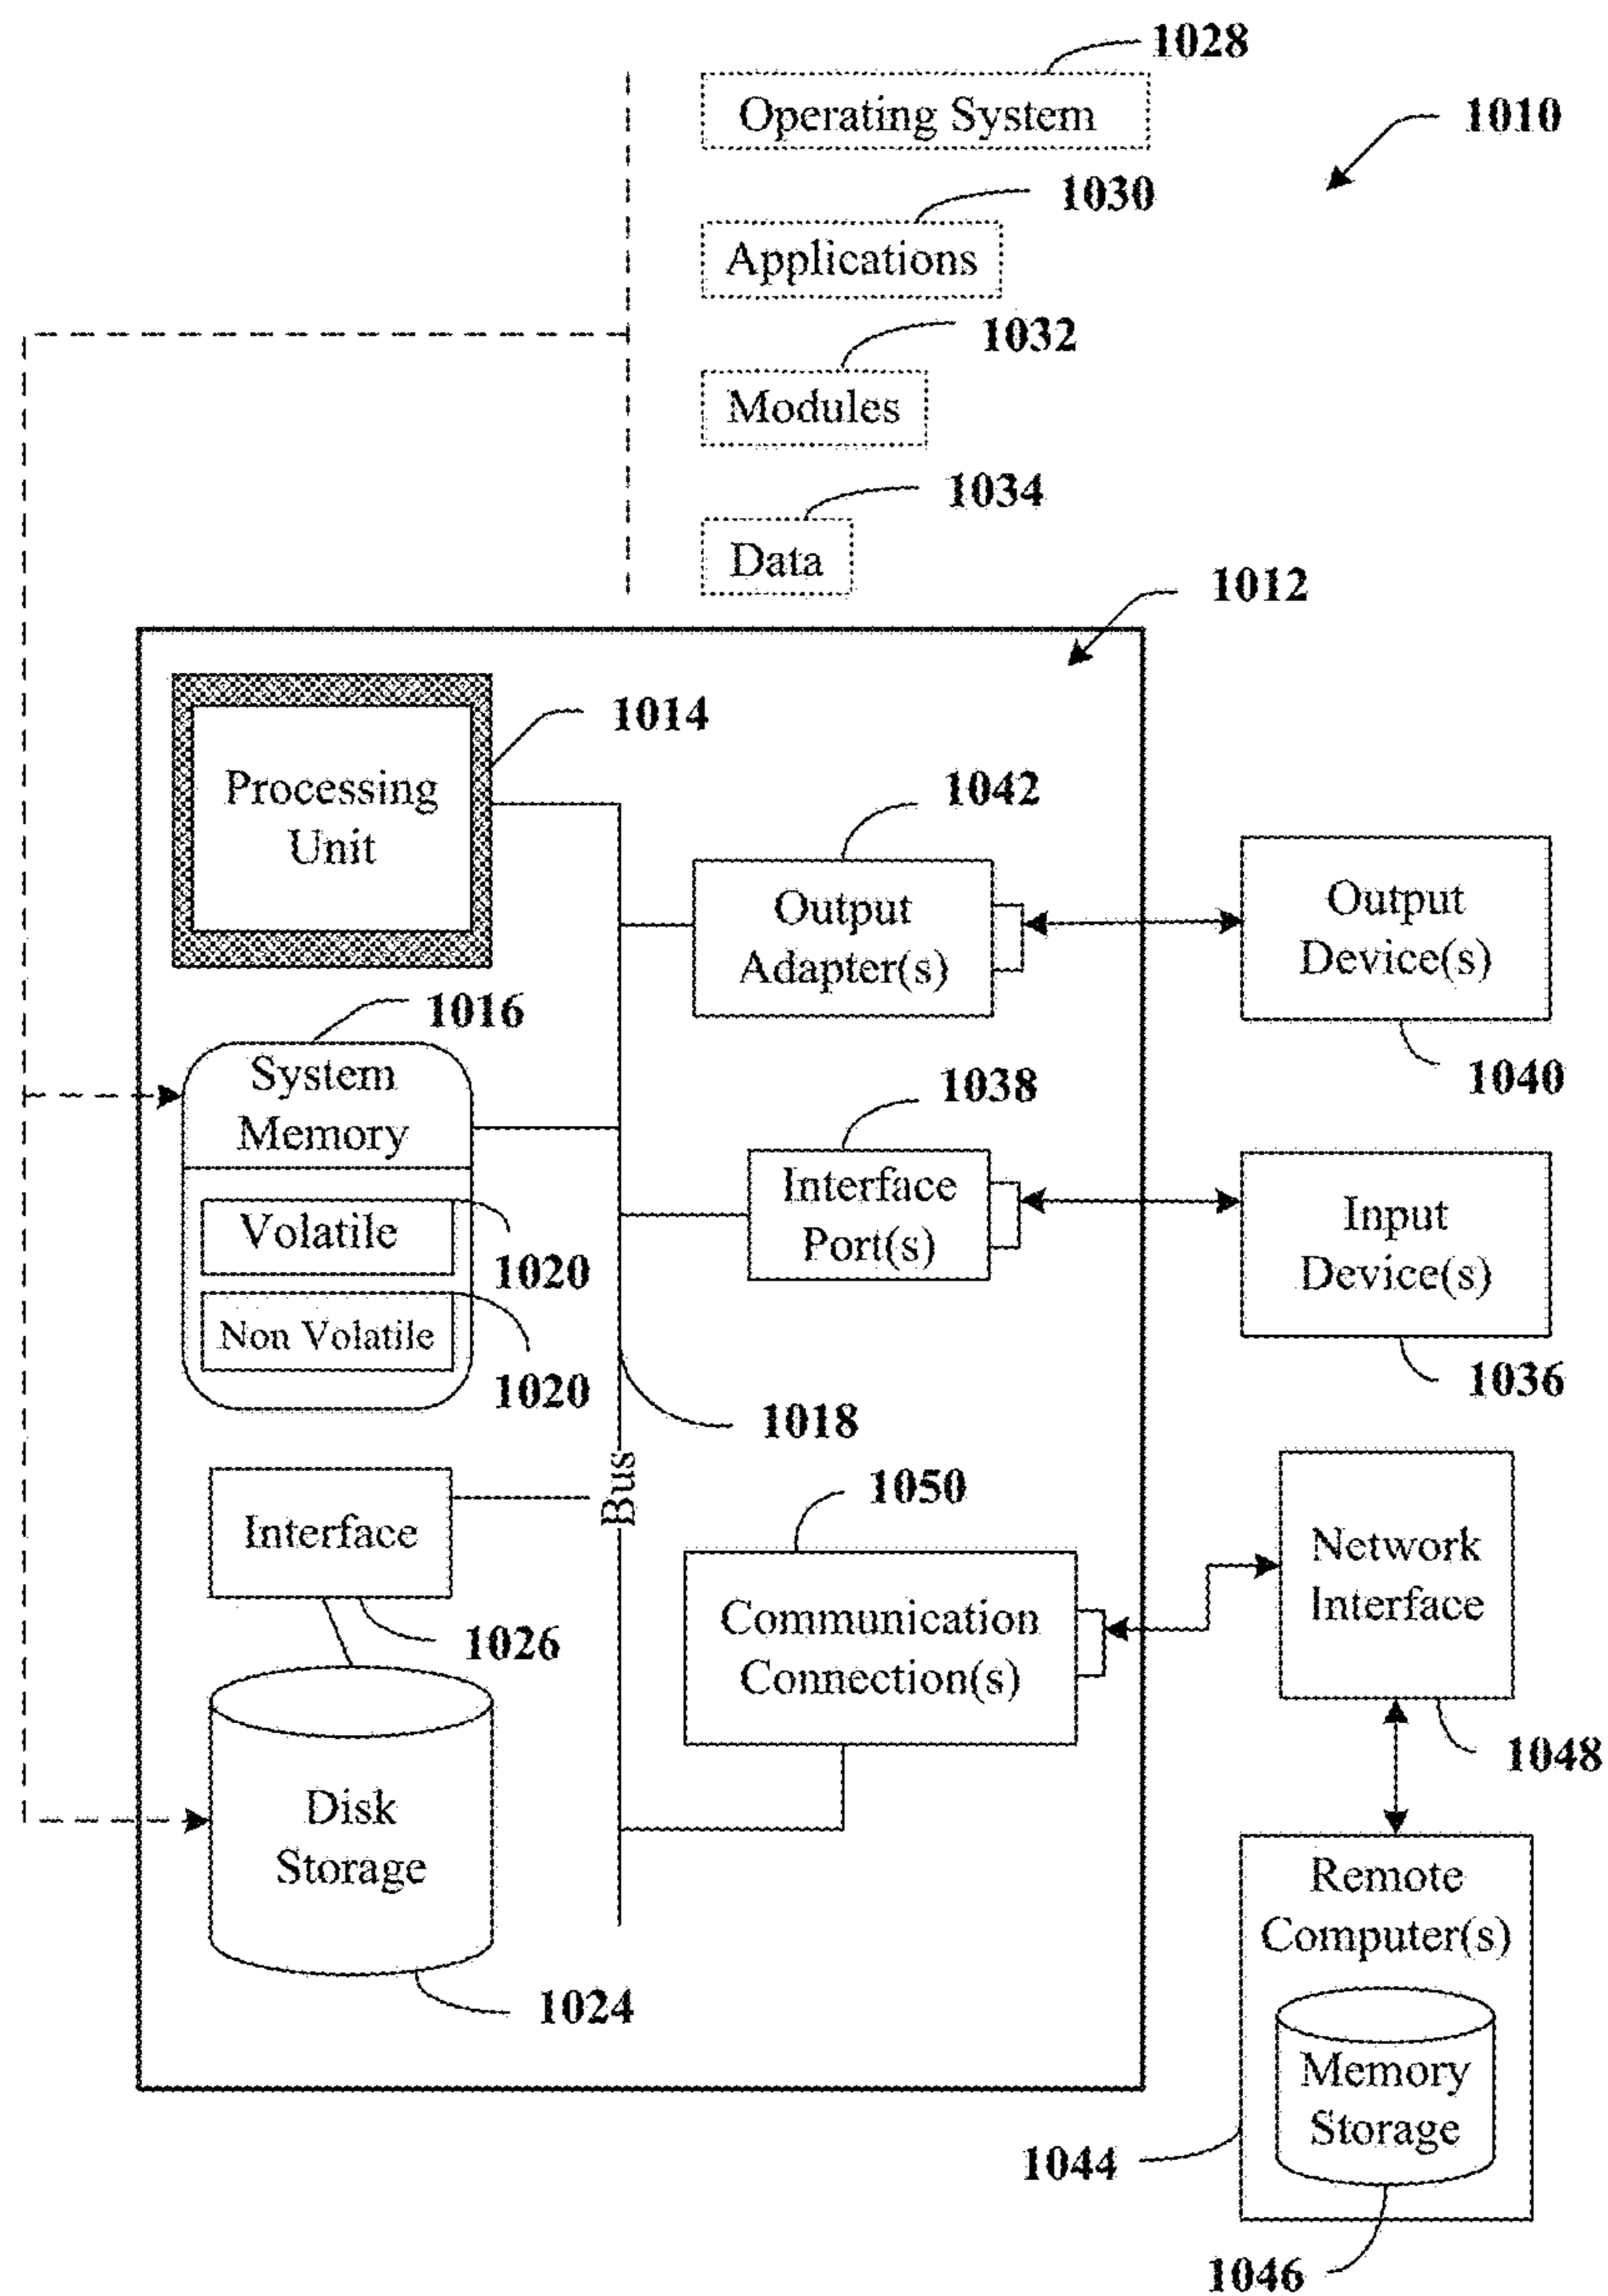 1028
Operating System
1010
1030
Applications
1032
Modules
1034
Data
1012
1014
Processing
Unit
1042
Output
Adapter(s)
Output
Device(s)
1040
1016
System
Memory
Volatile
1020
Non Volatile
1020
1038
Interface
Port(s)
Input
Device(s)
1036
1018
Bus
Interface
1026
1050
Communication
Connection(s)
Network
Interface
1048
Disk
Storage
1024
Remote
Computer(s)
Memory
Storage
1044
1046